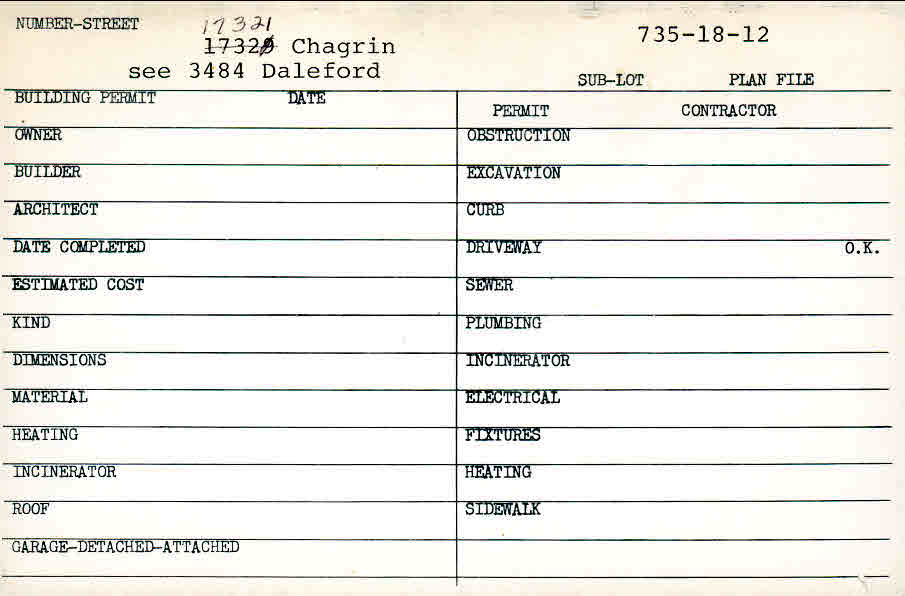 NUMBER-STREET
17321
17320 Chagrin
735-18-12
see 3484 Daleford
SUB-LOT PLAN FILE
BUILDING PERMIT DATE
PERMIT CONTRACTOR
OWNER
OBSTRUCTION
BUILDER
EXCAVATION
ARCHITECT
CURB
DATE COMPLETED
DRIVEWAY O.K.
ESTIMATED COST
SEWER
KIND
PLUMBING
DIMENSIONS
INCINERATOR
MATERIAL
ELECTRICAL
HEATING
FIXTURES
INCINERATOR
HEATING
ROOF
SIDEWALK
GARAGE-DETACHED-ATTACHED